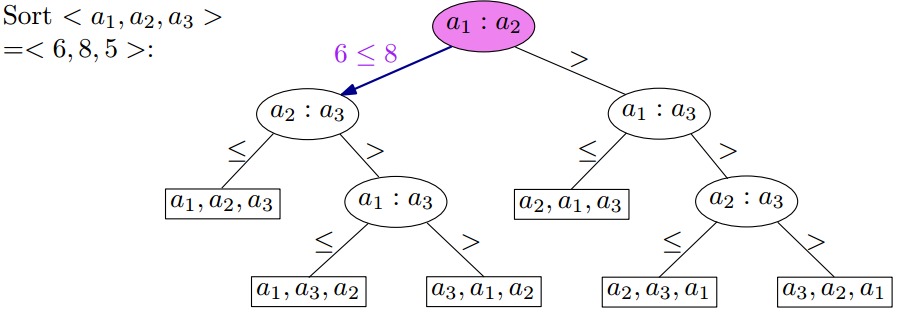 Sort < a₁, a₂, a₃ >
=< 6, 8, 5 >:
a₁ : a₂
6 ≤ 8
>
a₂ : a₃
a₁ : a₃
≤
>
≤
>
a₁, a₂, a₃
a₁ : a₃
a₂, a₁, a₃
a₂ : a₃
≤
>
≤
>
a₁, a₃, a₂
a₃, a₁, a₂
a₂, a₃, a₁
a₃, a₂, a₁